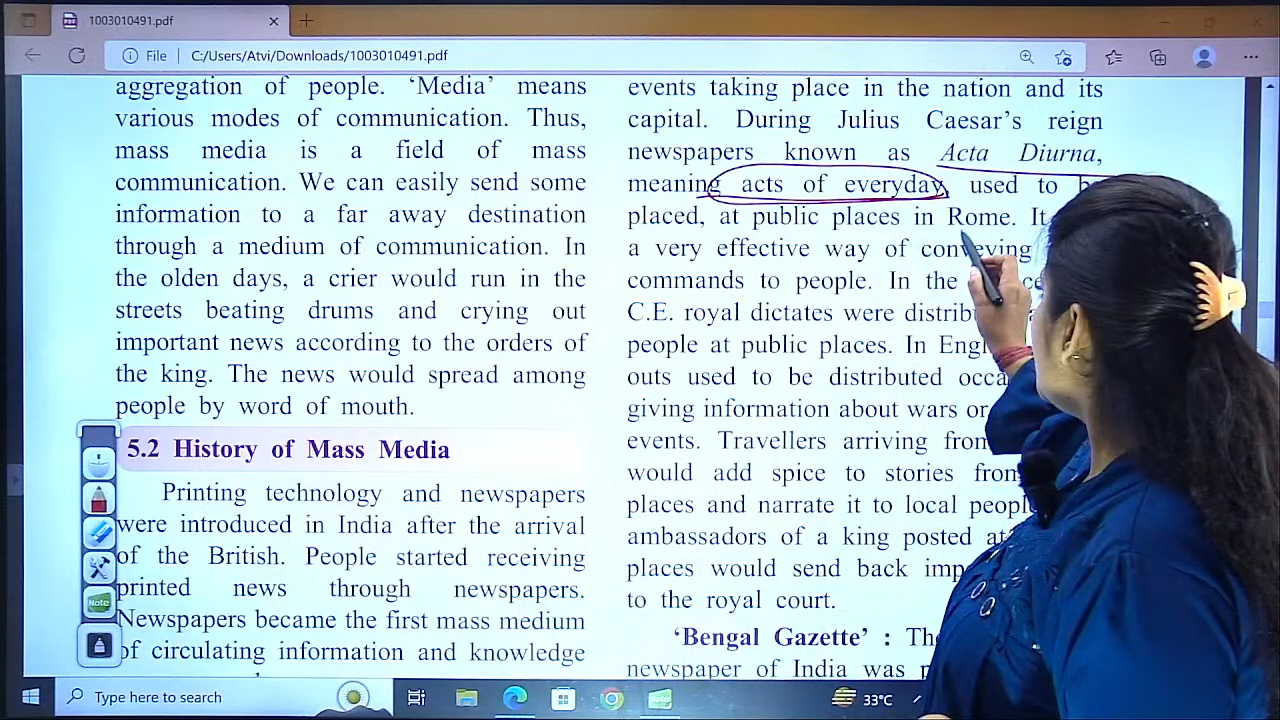 1003010491.pdf
File
C:/Users/Atvi/Downloads/1003010491.pdf
aggregation of people. ‘Media’ means
various modes of communication. Thus,
mass media is a field of mass
communication. We can easily send some
information to a far away destination
through a medium of communication. In
the olden days, a crier would run in the
streets beating drums and crying out
important news according to the orders of
the king. The news would spread among
people by word of mouth.
5.2 History of Mass Media
Printing technology and newspapers
were introduced in India after the arrival
of the British. People started receiving
printed news through newspapers.
Newspapers became the first mass medium
of circulating information and knowledge
events taking place in the nation and its
capital. During Julius Caesar’s reign
newspapers known as Acta Diurna,
meaning acts of everyday, used to
placed, at public places in Rome. It
a very effective way of conveying
commands to people. In the
C.E. royal dictates were
people at public places. In
outs used to be distributed
giving information about wars or
events. Travellers arriving
would add spice to stories
places and narrate it to local
ambassadors of a king posted at
places would send back
to the royal court.
‘Bengal Gazette’ :
newspaper of India was
Note
Type here to search
33°C